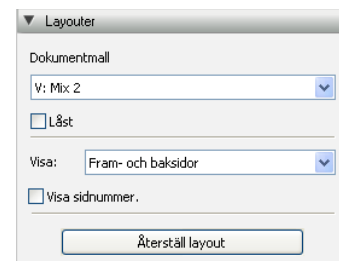 Layouter
Dokumentmall
V: Mix 2
Låst
Visa: Fram- och baksidor
Visa sidnummer.
Återställ layout